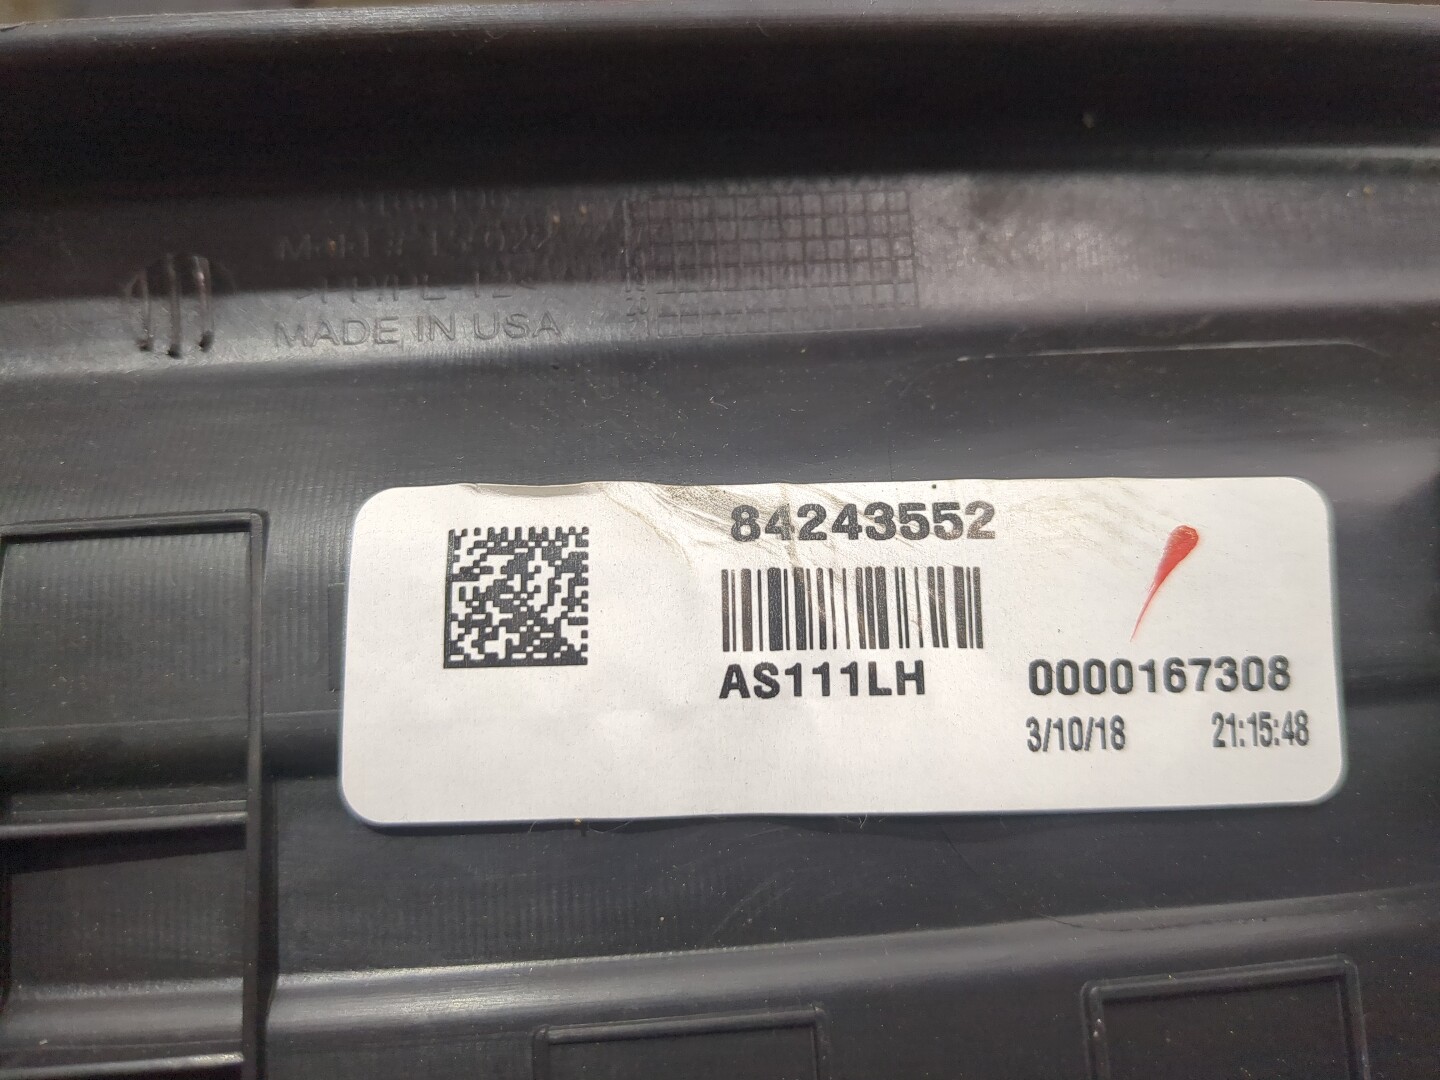 MADE IN USA
84243552
AS111LH
0000167308
3/10/18 21:15:48